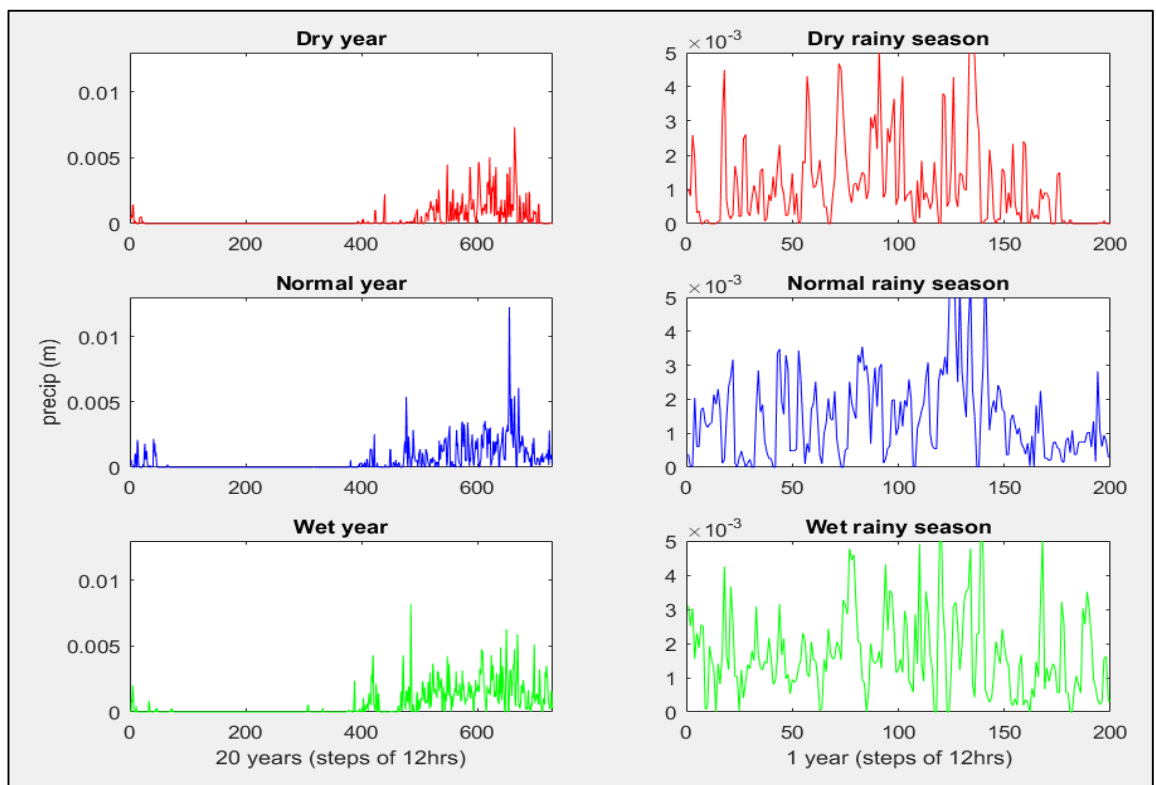 Dry year
0.01
0.005
0
0 200 400 600
Dry rainy season
× 10⁻³
5
4
3
2
1
0
0 50 100 150 200
Normal year
precip (m)
0.01
0.005
0
0 200 400 600
Normal rainy season
× 10⁻³
5
4
3
2
1
0
0 50 100 150 200
Wet year
0.01
0.005
0
0 200 400 600
20 years (steps of 12hrs)
Wet rainy season
× 10⁻³
5
4
3
2
1
0
0 50 100 150 200
1 year (steps of 12hrs)